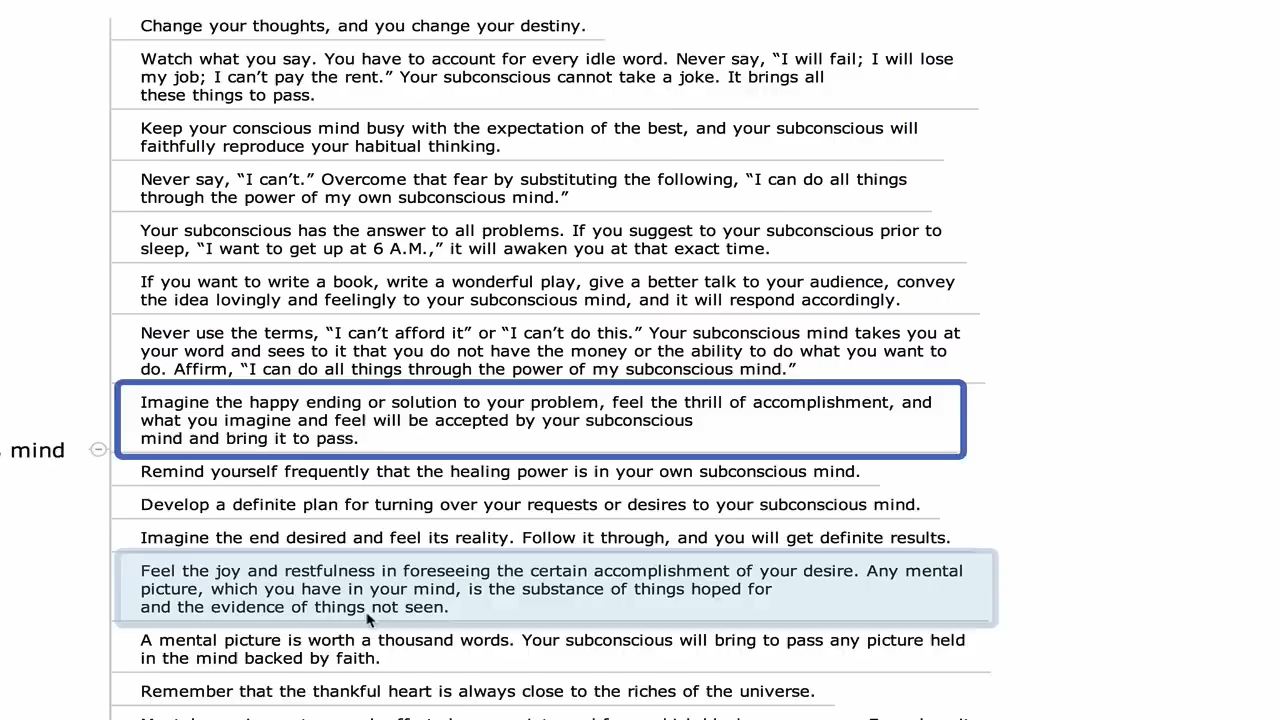 Change your thoughts, and you change your destiny.
Watch what you say. You have to account for every idle word. Never say, “I will fail; I will lose
my job; I can’t pay the rent.” Your subconscious cannot take a joke. It brings all
these things to pass.
Keep your conscious mind busy with the expectation of the best, and your subconscious will
faithfully reproduce your habitual thinking.
Never say, “I can’t.” Overcome that fear by substituting the following, “I can do all things
through the power of my own subconscious mind.”
Your subconscious has the answer to all problems. If you suggest to your subconscious prior to
sleep, “I want to get up at 6 A.M.,” it will awaken you at that exact time.
If you want to write a book, write a wonderful play, give a better talk to your audience, convey
the idea lovingly and feelingly to your subconscious mind, and it will respond accordingly.
Never use the terms, “I can’t afford it” or “I can’t do this.” Your subconscious mind takes you at
your word and sees to it that you do not have the money or the ability to do what you want to
do. Affirm, “I can do all things through the power of my subconscious mind.”
Imagine the happy ending or solution to your problem, feel the thrill of accomplishment, and
what you imagine and feel will be accepted by your subconscious
mind and bring it to pass.
mind
Remind yourself frequently that the healing power is in your own subconscious mind.
Develop a definite plan for turning over your requests or desires to your subconscious mind.
Imagine the end desired and feel its reality. Follow it through, and you will get definite results.
Feel the joy and restfulness in foreseeing the certain accomplishment of your desire. Any mental
picture, which you have in your mind, is the substance of things hoped for
and the evidence of things not seen.
A mental picture is worth a thousand words. Your subconscious will bring to pass any picture held
in the mind backed by faith.
Remember that the thankful heart is always close to the riches of the universe.